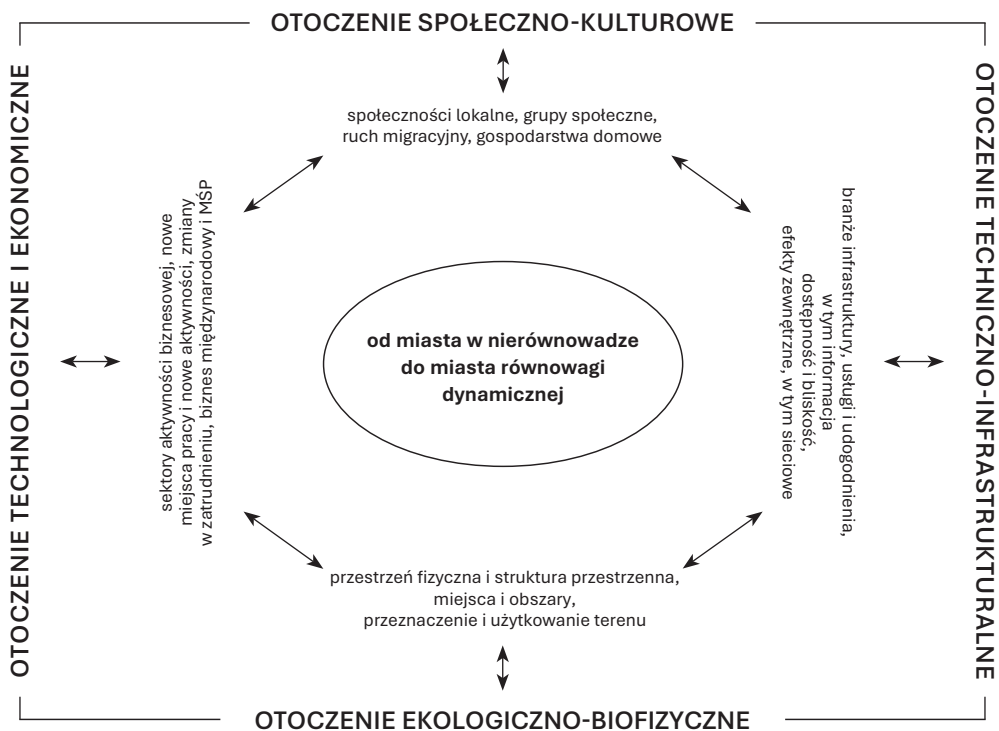 OTOCZENIE SPOŁECZNO-KULTUROWE
OTOCZENIE TECHNOLOGICZNE I EKONOMICZNE
społeczności lokalne, grupy społeczne,
ruch migracyjny, gospodarstwa domowe
sektory aktywności biznesowej, nowe
miejsca pracy i nowe aktywności, zmiany
w zatrudnieniu, biznes międzynarodowy i MŚP
od miasta w nierównowadze
do miasta równowagi
dynamicznej
branże infrastruktury, usługi i udogodnienia,
w tym informacja
dostępność i bliskość,
efekty zewnętrzne, w tym sieciowe
OTOCZENIE TECHNICZNO-INFRASTRUKTURALNE
przestrzeń fizyczna i struktura przestrzenna,
miejsca i obszary,
przeznaczenie i użytkowanie terenu
OTOCZENIE EKOLOGICZNO-BIOFIZYCZNE